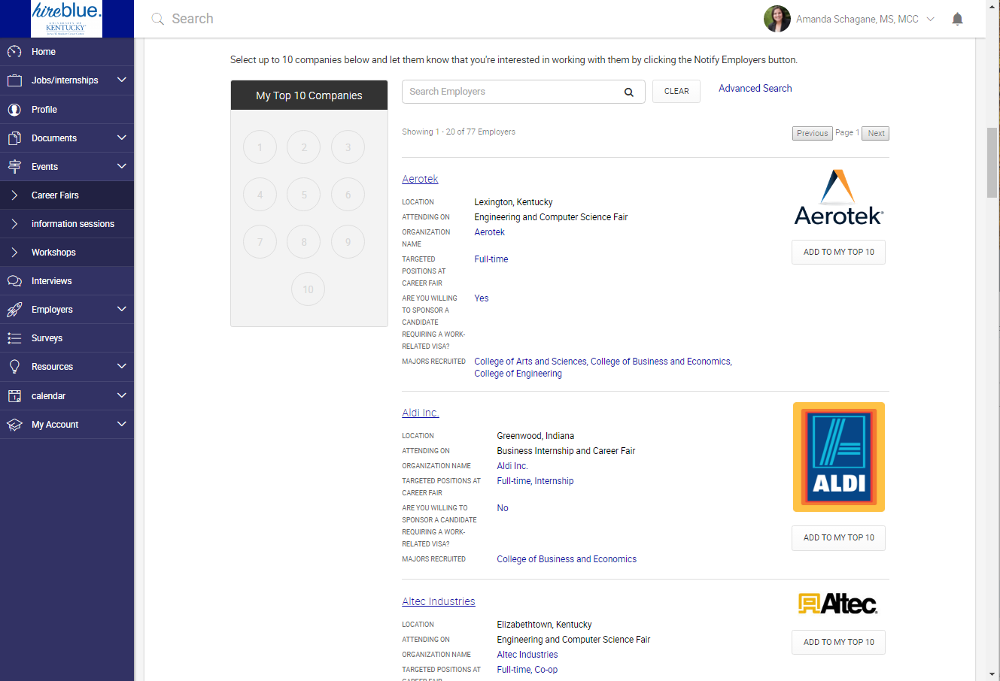 hireblue.
UNIVERSITY OF
KENTUCKY
Search
Amanda Schagane, MS, MCC
Home
Jobs/internships
Profile
Documents
Events
Career Fairs
information sessions
Workshops
Interviews
Employers
Surveys
Resources
calendar
My Account
Select up to 10 companies below and let them know that you're interested in working with them by clicking the Notify Employers button.
My Top 10 Companies
1 2 3
4 5 6
7 8 9
10
Search Employers
CLEAR
Advanced Search
Showing 1 - 20 of 77 Employers
Previous Page 1 Next
Aerotek
LOCATION Lexington, Kentucky
ATTENDING ON Engineering and Computer Science Fair
ORGANIZATION NAME Aerotek
TARGETED POSITIONS AT CAREER FAIR Full-time
ARE YOU WILLING TO SPONSOR A CANDIDATE REQUIRING A WORK-RELATED VISA? Yes
MAJORS RECRUITED College of Arts and Sciences, College of Business and Economics,
College of Engineering
Aerotek
ADD TO MY TOP 10
Aldi Inc.
LOCATION Greenwood, Indiana
ATTENDING ON Business Internship and Career Fair
ORGANIZATION NAME Aldi Inc.
TARGETED POSITIONS AT CAREER FAIR Full-time, Internship
ARE YOU WILLING TO SPONSOR A CANDIDATE REQUIRING A WORK-RELATED VISA? No
MAJORS RECRUITED College of Business and Economics
ALDI
ADD TO MY TOP 10
Altec Industries
LOCATION Elizabethtown, Kentucky
ATTENDING ON Engineering and Computer Science Fair
ORGANIZATION NAME Altec Industries
TARGETED POSITIONS AT CAREER FAIR Full-time, Co-op
Altec
ADD TO MY TOP 10